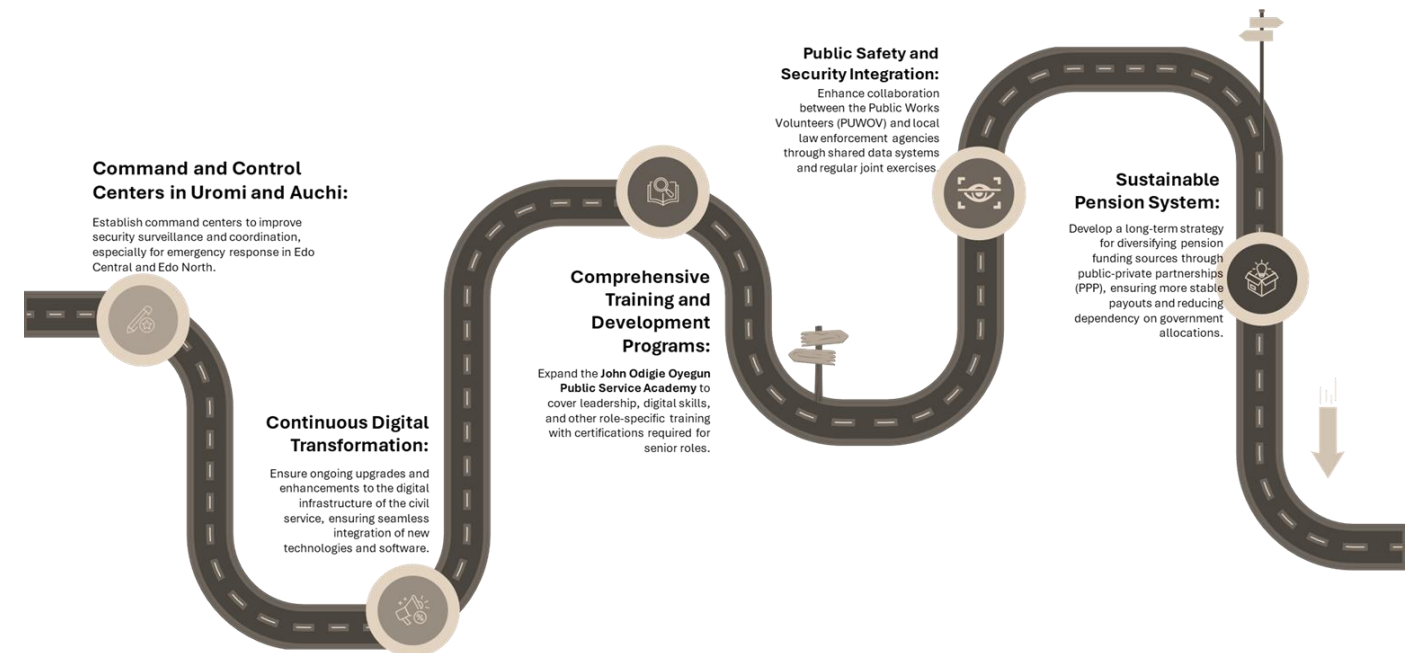 Command and Control
Centers in Uromi and Auchi:
Establish command centers to improve
security surveillance and coordination,
especially for emergency response in Edo
Central and Edo North.
Continuous Digital
Transformation:
Ensure ongoing upgrades and
enhancements to the digital
infrastructure of the civil
service, ensuring seamless
integration of new
technologies and software.
Comprehensive
Training and
Development
Programs:
Expand the John Odigie Oyegun
Public Service Academy to
cover leadership, digital skills,
and other role-specific training
with certifications required for
senior roles.
Public Safety and
Security Integration:
Enhance collaboration
between the Public Works
Volunteers (PUWOV) and local
law enforcement agencies
through shared data systems
and regular joint exercises.
Sustainable
Pension System:
Develop a long-term strategy
for diversifying pension
funding sources through
public-private partnerships
(PPP), ensuring more stable
payouts and reducing
dependency on government
allocations.